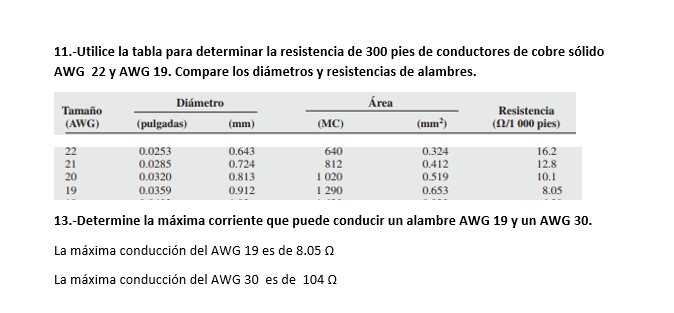 11.-Utilice la tabla para determinar la resistencia de 300 pies de conductores de cobre sólido
AWG 22 y AWG 19. Compare los diámetros y resistencias de alambres.
Diámetro Área
Tamaño Resistencia
(AWG) (pulgadas) (mm) (MC) (mm²) (Ω/1 000 pies)
22 0.0253 0.643 640 0.324 16.2
21 0.0285 0.724 812 0.412 12.8
20 0.0320 0.813 1 020 0.519 10.1
19 0.0359 0.912 1 290 0.653 8.05
13.-Determine la máxima corriente que puede conducir un alambre AWG 19 y un AWG 30.
La máxima conducción del AWG 19 es de 8.05 Ω
La máxima conducción del AWG 30 es de 104 Ω